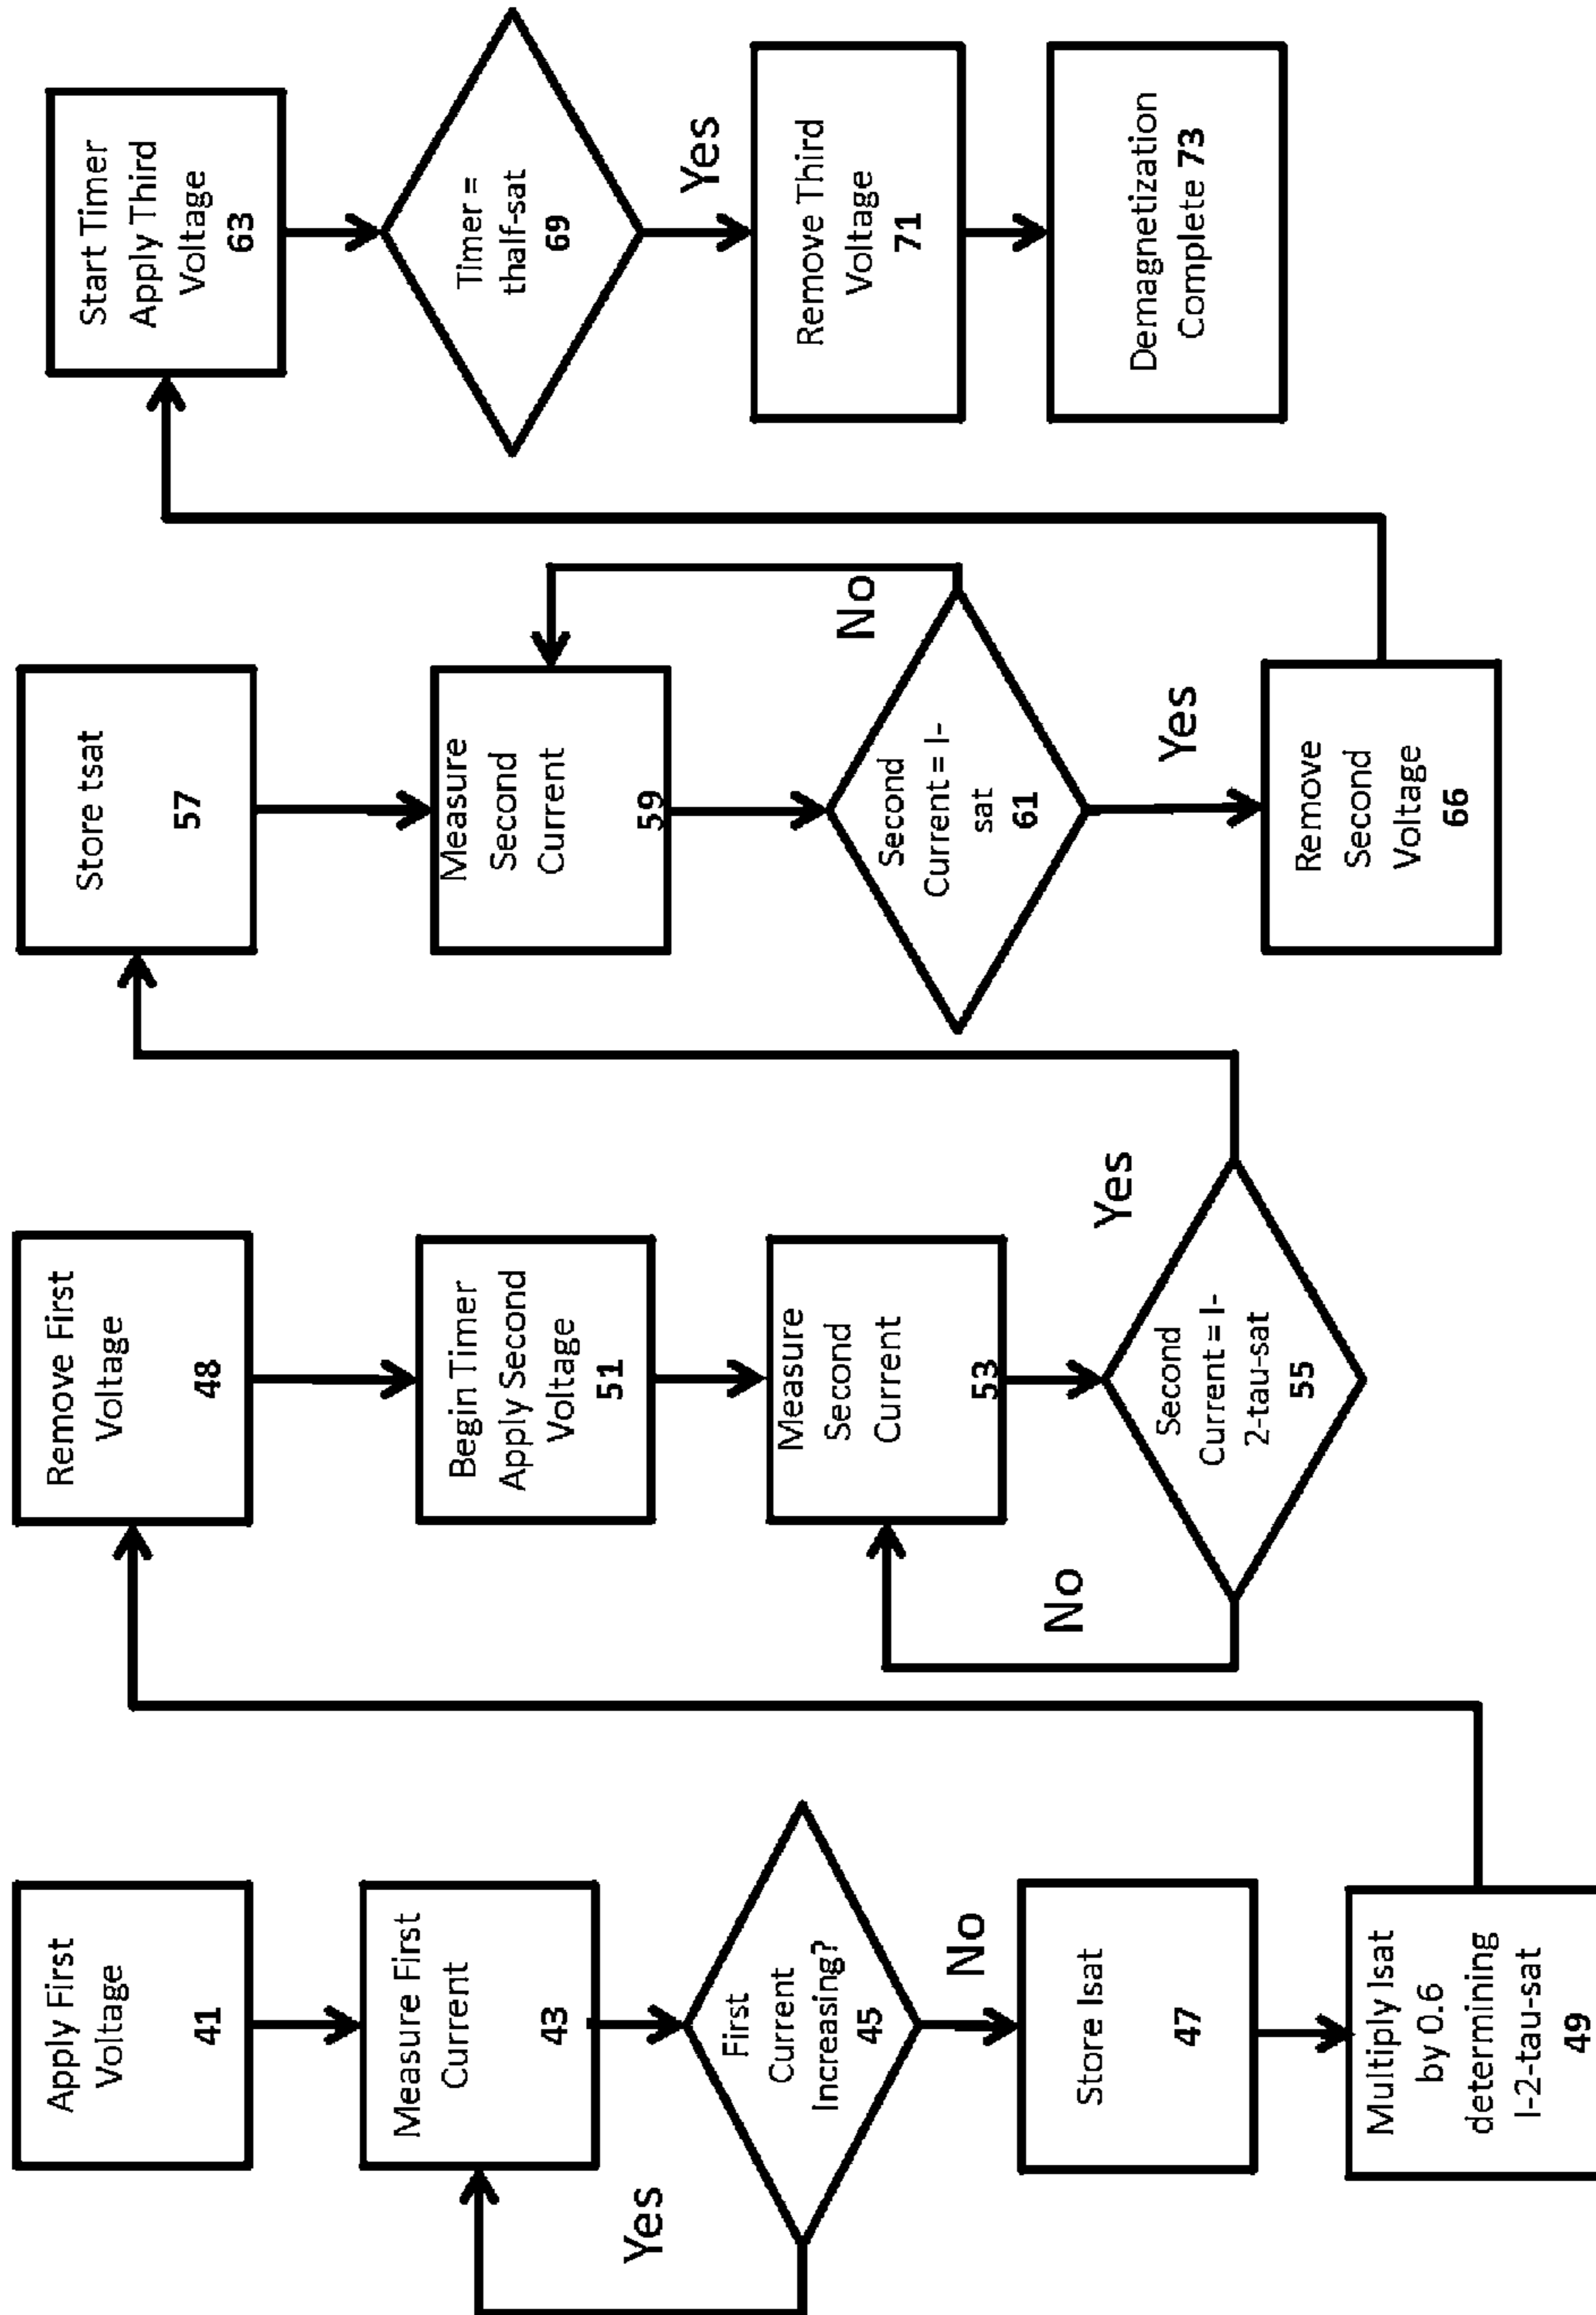 Apply First
Voltage
41
Measure First
Current
43
First
Current
Increasing?
45
Yes
No
Store Isat
47
Multiply Isat
by 0.6
determining
I-2-tau-sat
49
Remove First
Voltage
48
Begin Timer
Apply Second
Voltage
51
Measure
Second
Current
53
Second
Current = I-
2-tau-sat
55
No
Yes
Store tsat
57
Measure
Second
Current
59
Second
Current = I-
sat
61
No
Yes
Remove
Second
Voltage
66
Start Timer
Apply Third
Voltage
63
Timer =
thalf-sat
69
Yes
Remove Third
Voltage
71
Demagnetization
Complete 73